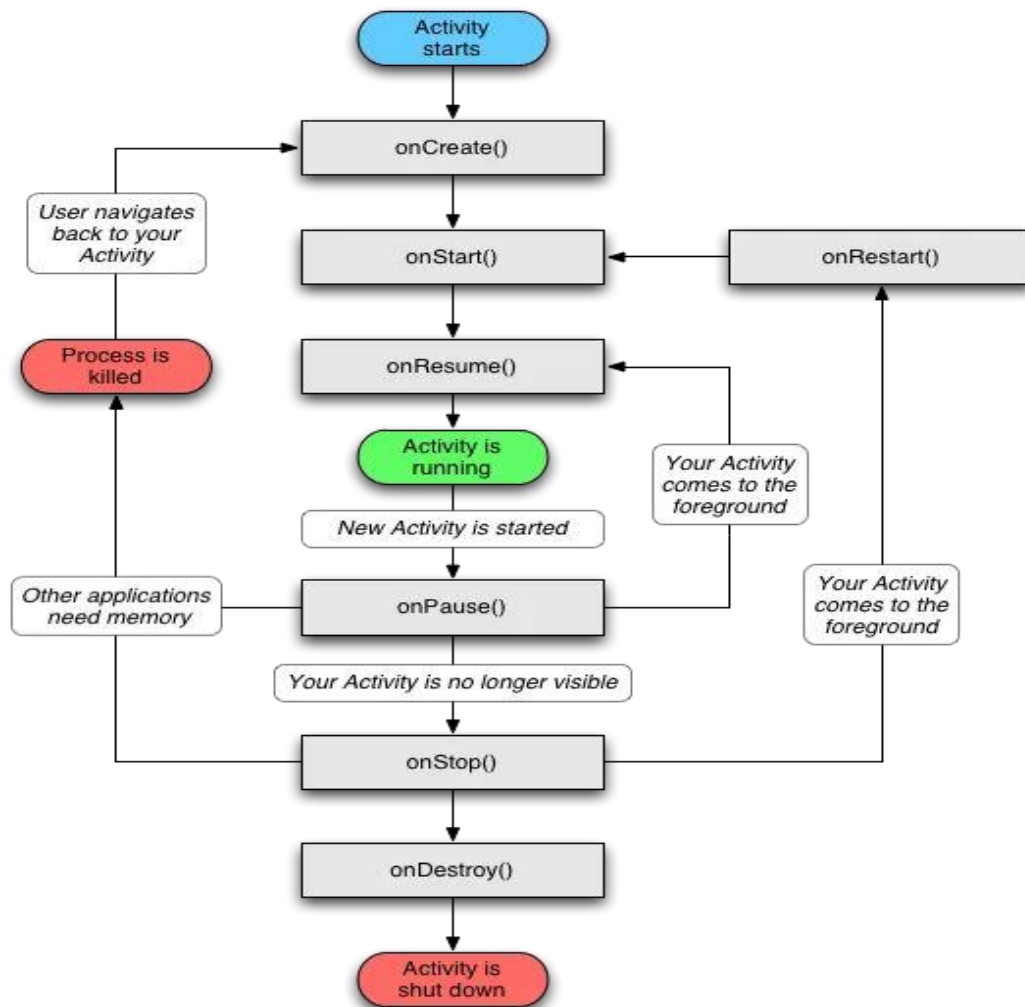 Activity
starts
onCreate()
User navigates
back to your
Activity
onStart()
onRestart()
Process is
killed
onResume()
Activity is
running
Your Activity
comes to the
foreground
New Activity is started
Other applications
need memory
onPause()
Your Activity
comes to the
foreground
Your Activity is no longer visible
onStop()
onDestroy()
Activity is
shut down